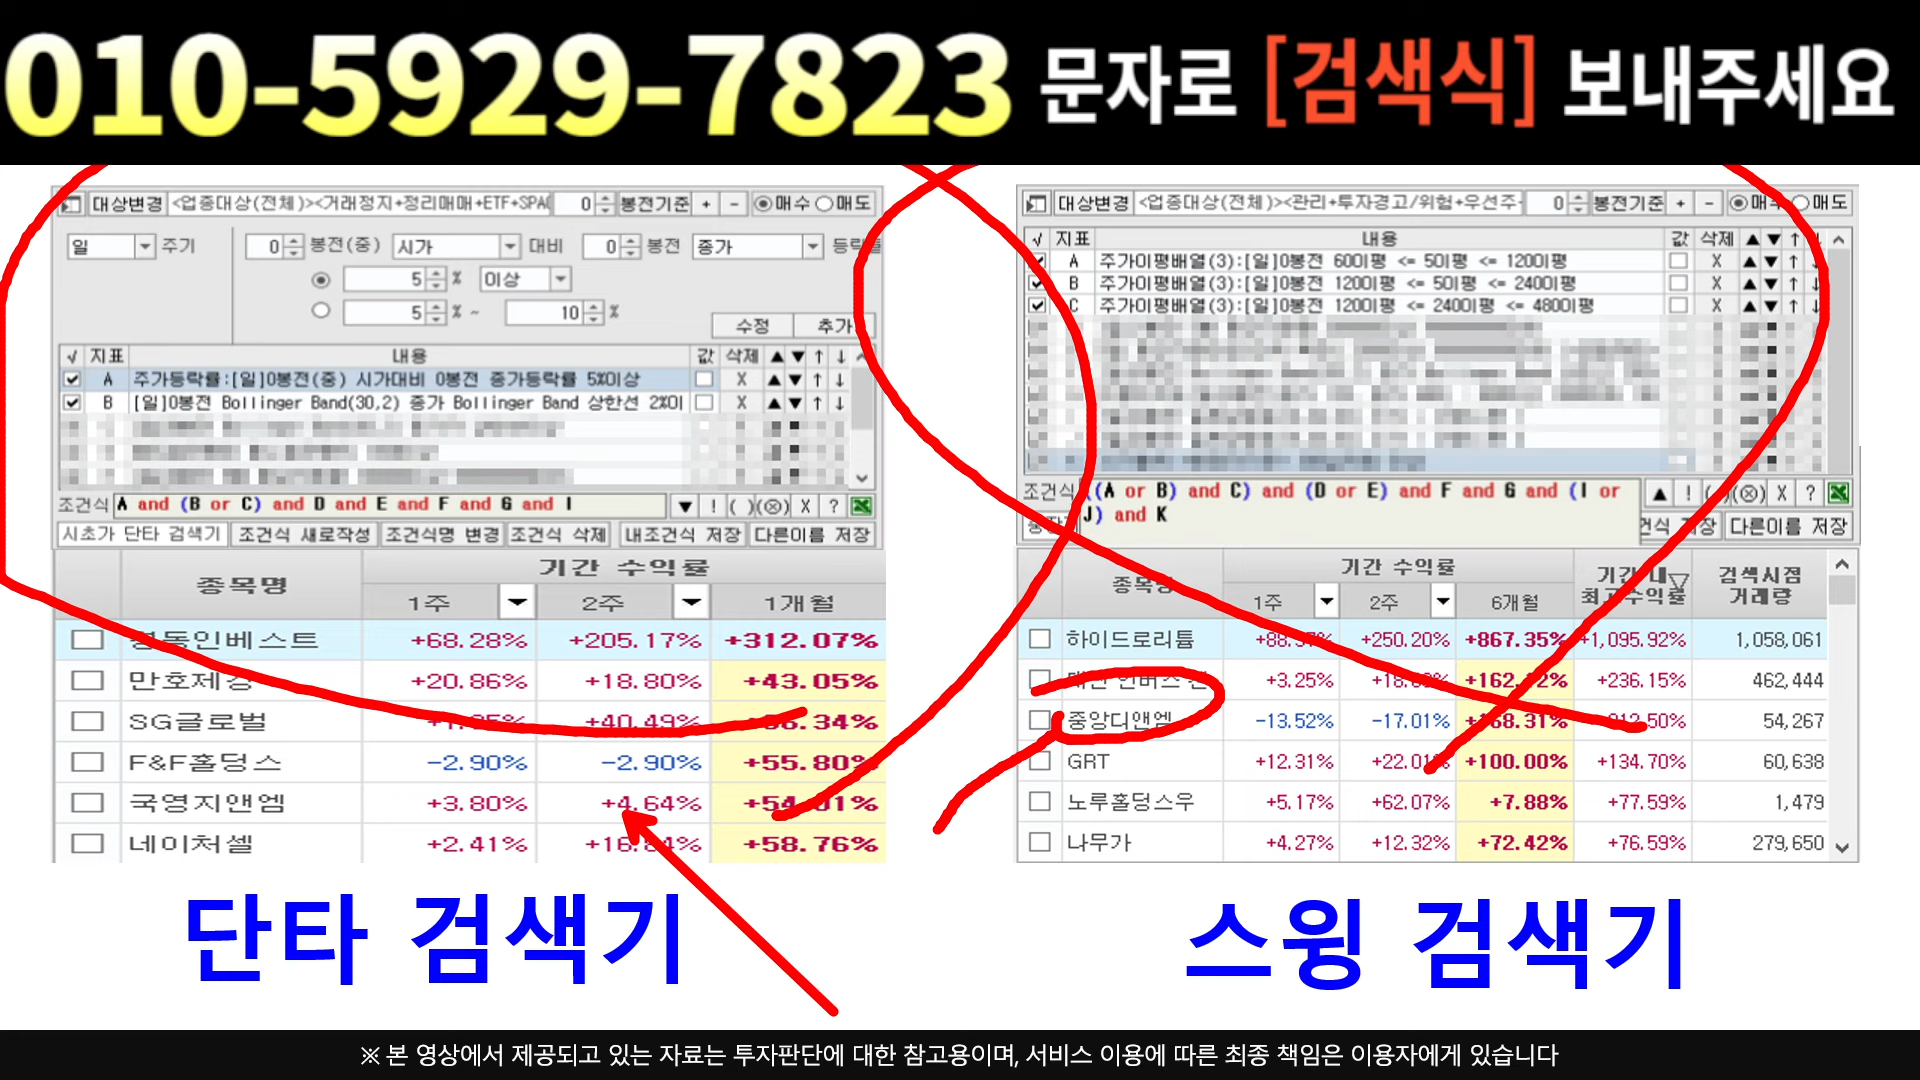 010-5929-7823 문자로 [검색식] 보내주세요
대상변경 <업종대상(전체)><거래정지+정리매매+ETF+SPAC 0 봉전기준 + - 매수 매도
일 주기 0 봉전(중) 시가 대비 0 봉전 종가
5 % 이상
5 % ~ 10 %
수정 추가
√ 지표 내용 값 삭제 ▲ ▼ ↑ ↓
A 주가등락률:[일]0봉전(중) 시가대비 0봉전 종가등락률 5%이상 X ▲ ▼ ↑ ↓
B [일]0봉전 Bollinger Band(30,2) 종가 Bollinger Band 상한선 2%이 X ▲ ▼ ↑ ↓
조건식 A and (B or C) and D and E and F and G and I ▼ ! ( ) (⊗) X ?
시초가 단타 검색기 조건식 새로작성 조건식명 변경 조건식 삭제 내조건식 저장 다른이름 저장
종목명 기간 수익률
1주 2주 1개월
+68.28% +205.17% +312.07%
만호제강 +20.86% +18.80% +43.05%
SG글로벌 +40.49%
F&F홀딩스 -2.90% -2.90% +55.80%
국영지앤엠 +3.80% +4.64%
네이처셀 +2.41% +58.76%
단타 검색기
대상변경 <업종대상(전체)><관리+투자경고/위험+우선주+ 0 봉전기준 + - 매수 매도
√ 지표 내용 값 삭제 ▲ ▼ ↑
A 주가이평배열(3):[일]0봉전 60이평 <= 5이평 <= 120이평 X ▲ ▼ ↑ ↓
B 주가이평배열(3):[일]0봉전 120이평 <= 5이평 <= 240이평 X ▲ ▼ ↑ ↓
C 주가이평배열(3):[일]0봉전 120이평 <= 240이평 <= 480이평 X ▲ ▼ ↑ ↓
조건식 ((A or B) and C) and (D or E) and F and G and (I or ▲ ! (⊗) X ?
J) and K
저장 다른이름 저장
종목명 기간 수익률 기간 내 최고수익률 검색시점 거래량
1주 2주 6개월
하이드로리튬 +250.20% +867.35% +1,095.92% 1,058,061
+3.25% +236.15% 462,444
중앙디앤엠 -13.52% -17.01% 54,267
GRT +12.31% +100.00% +134.70% 60,638
노루홀딩스우 +5.17% +62.07% +7.88% +77.59% 1,479
나무가 +4.27% +12.32% +72.42% +76.59% 279,650
스윙 검색기
※ 본 영상에서 제공되고 있는 자료는 투자판단에 대한 참고용이며, 서비스 이용에 따른 최종 책임은 이용자에게 있습니다